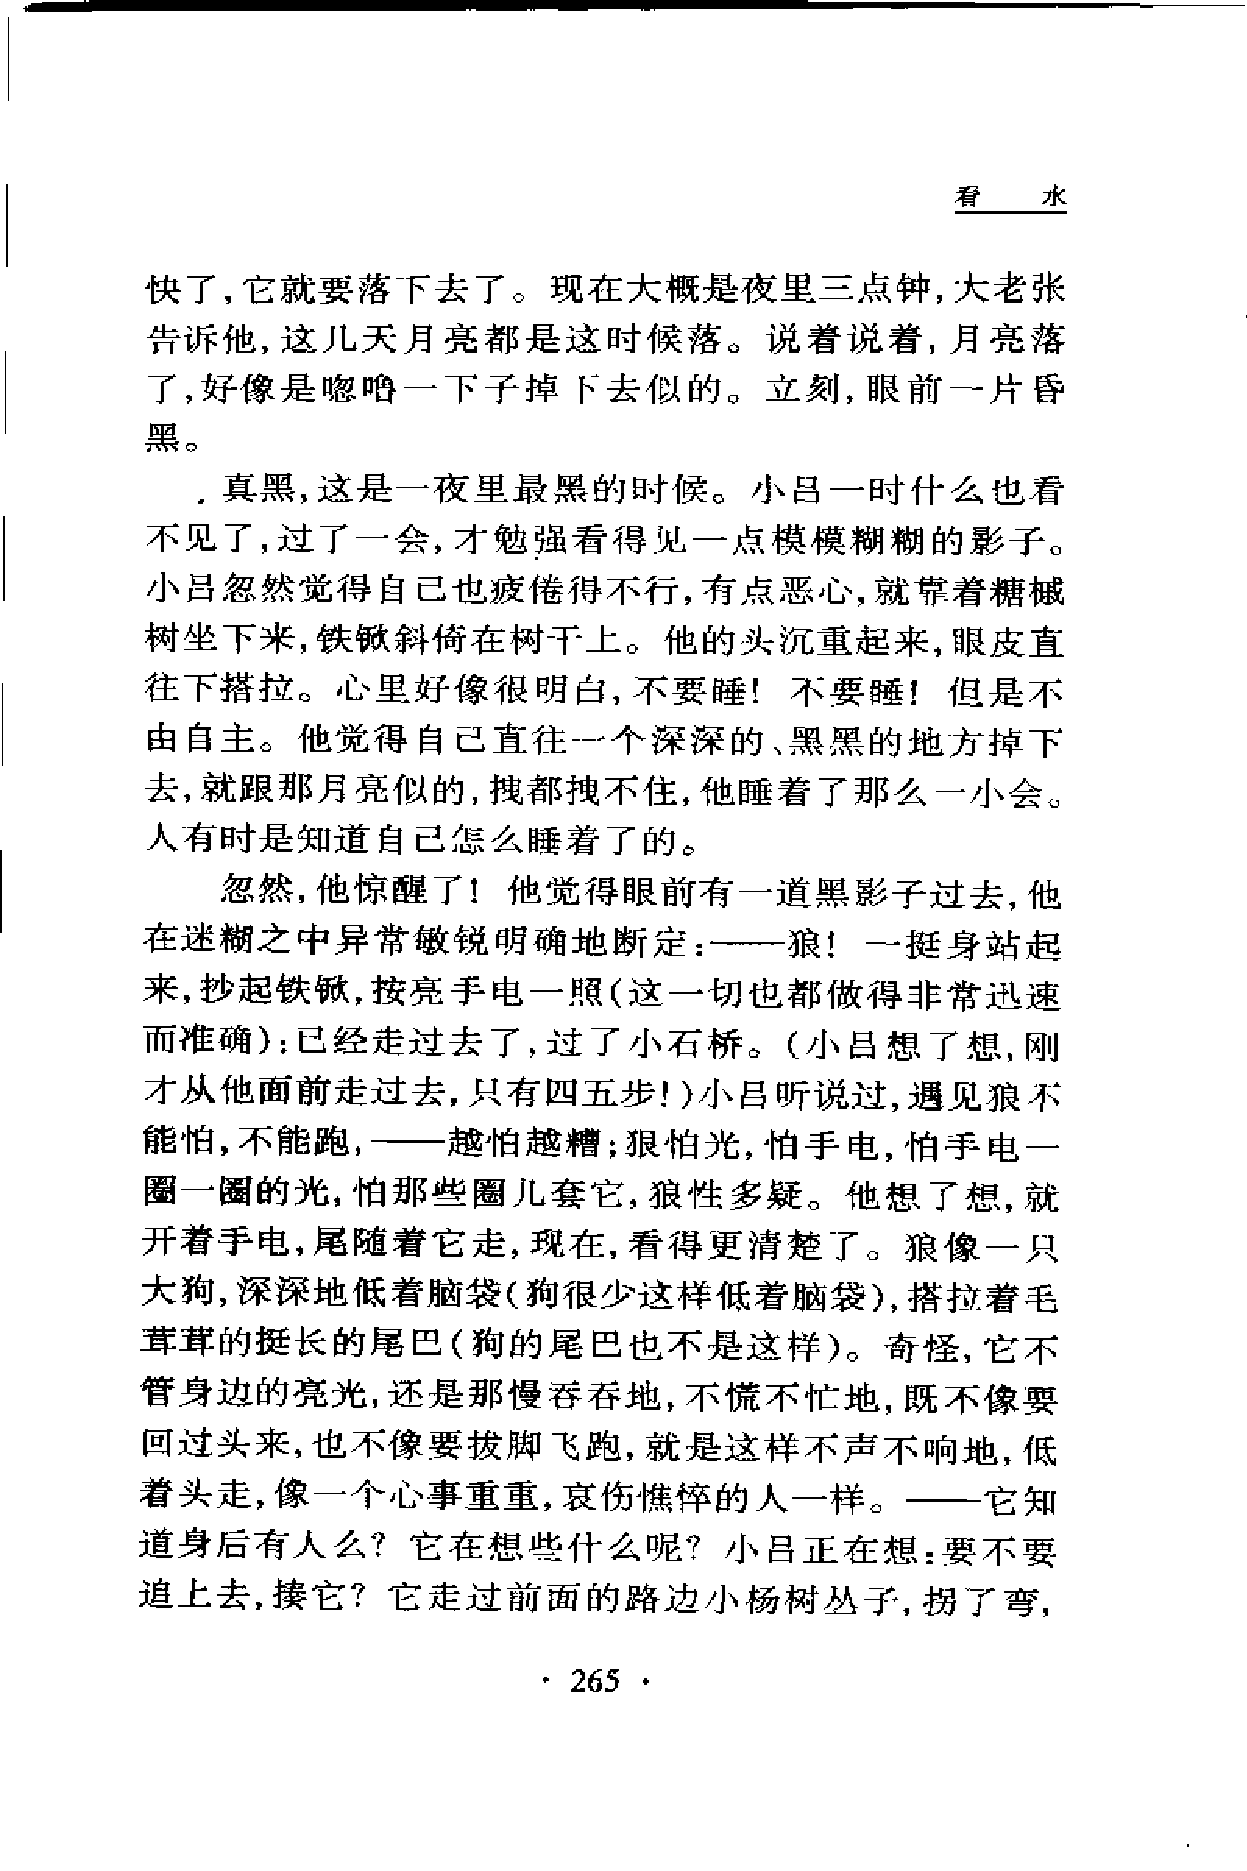 看 水
快了,它就要落下去了。现在大概是夜里三点钟,大老张
告诉他,这几天月亮都是这时候落。说着说着,月亮落
了,好像是唿噜一下子掉下去似的。立刻,眼前一片昏
黑。
真黑,这是一夜里最黑的时候。小吕一时什么也看
不见了,过了一会,才勉强看得见一点模模糊糊的影子。
小吕忽然觉得自己也疲倦得不行,有点恶心,就靠着糖槭
树坐下来,铁锨斜倚在树干上。他的头沉重起来,眼皮直
往下搭拉。心里好像很明白,不要睡!不要睡!但是不
由自主。他觉得自己直往一个深深的、黑黑的地方掉下
去,就跟那月亮似的,拽都拽不住,他睡着了那么一小会。
人有时是知道自己怎么睡着了的。
忽然,他惊醒了!他觉得眼前有一道黑影子过去,他
在迷糊之中异常敏锐明确地断定:——狼!一挺身站起
来,抄起铁锨,按亮手电一照(这一切也都做得非常迅速
而准确):已经走过去了,过了小石桥。(小吕想了想,刚
才从他面前走过去,只有四五步!)小吕听说过,遇见狼不
能怕,不能跑,——越怕越糟;狠怕光,怕手电,怕手电一
圈一圈的光,怕那些圈儿套它,狼性多疑。他想了想,就
开着手电,尾随着它走,现在,看得更清楚了。狼像一只
大狗,深深地低着脑袋(狗很少这样低着脑袋),搭拉着毛
茸茸的挺长的尾巴(狗的尾巴也不是这样)。奇怪,它不
管身边的亮光,还是那慢吞吞地,不慌不忙地,既不像要
回过头来,也不像要拔脚飞跑,就是这样不声不响地,低
着头走,像一个心事重重,哀伤憔悴的人一样。——它知
道身后有人么?它在想些什么呢?小吕正在想:要不要
追上去,揍它?它走过前面的路边小杨树丛子,拐了弯,
· 265 ·